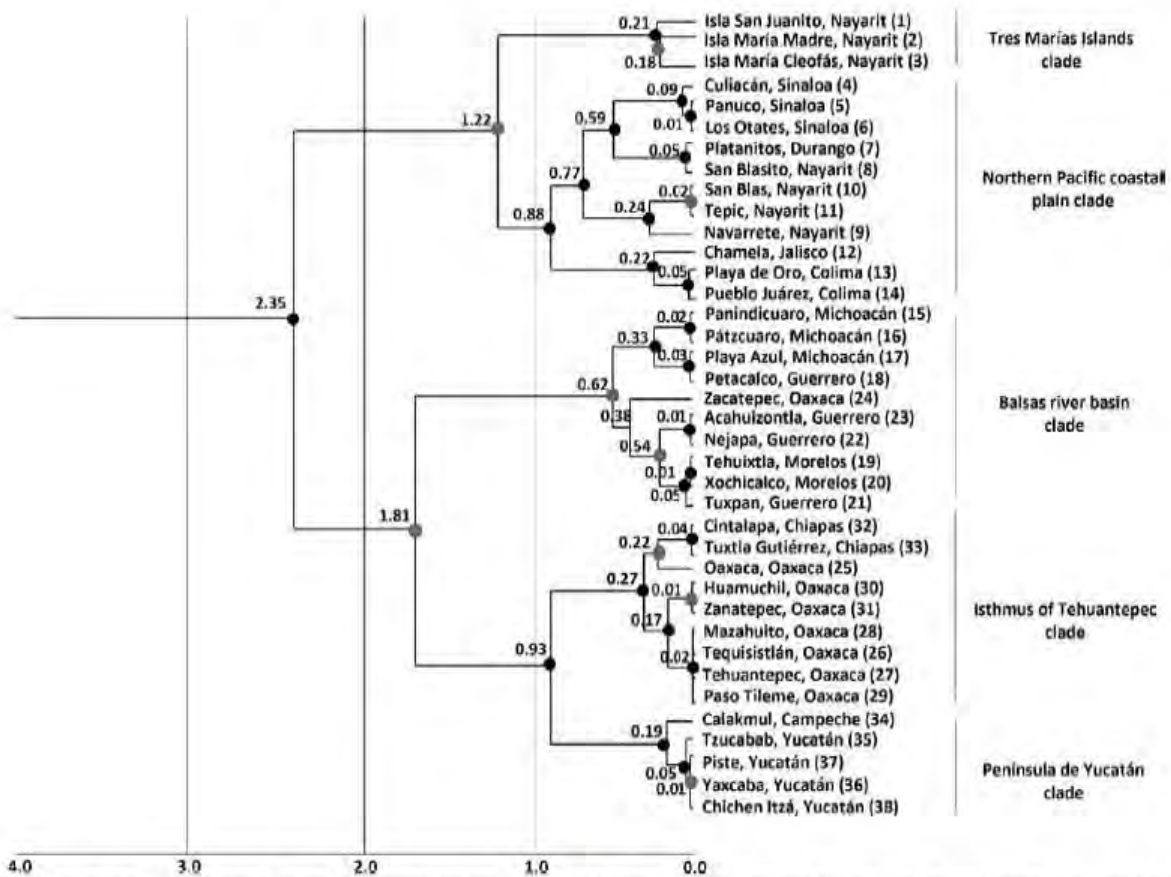 0.21
Isla San Juanito, Nayarit (1)
Isla María Madre, Nayarit (2)
0.18
Isla María Cleofás, Nayarit (3)
Tres Marías Islands
clade
1.22
0.09
Culiacán, Sinaloa (4)
Panuco, Sinaloa (5)
0.01
Los Otates, Sinaloa (6)
0.59
0.05
Platanitos, Durango (7)
San Blasito, Nayarit (8)
0.77
0.02
San Blas, Nayarit (10)
Tepic, Nayarit (11)
0.24
Navarrete, Nayarit (9)
0.88
0.22
Chamela, Jalisco (12)
0.05
Playa de Oro, Colima (13)
Pueblo Juárez, Colima (14)
Northern Pacific coastal
plain clade
2.35
0.02
Panindicuaro, Michoacán (15)
Pátzcuaro, Michoacán (16)
0.33
0.03
Playa Azul, Michoacán (17)
Petacalco, Guerrero (18)
0.62
Zacatepec, Oaxaca (24)
0.38
0.01
Acahuizontla, Guerrero (23)
Nejapa, Guerrero (22)
0.54
Tehuixtla, Morelos (19)
0.01
Xochicalco, Morelos (20)
0.05
Tuxpan, Guerrero (21)
Balsas river basin
clade
1.81
0.04
Cintalapa, Chiapas (32)
Tuxtla Gutiérrez, Chiapas (33)
0.22
Oaxaca, Oaxaca (25)
0.27
0.01
Huamuchil, Oaxaca (30)
Zanatepec, Oaxaca (31)
0.17
Mazahuito, Oaxaca (28)
0.02
Tequisistlán, Oaxaca (26)
Tehuantepec, Oaxaca (27)
Paso Tileme, Oaxaca (29)
Isthmus of Tehuantepec
clade
0.93
0.19
Calakmul, Campeche (34)
Tzucabab, Yucatán (35)
Piste, Yucatán (37)
0.05
Yaxcaba, Yucatán (36)
0.01
Chichen Itzá, Yucatán (38)
Península de Yucatán
clade
4.0 3.0 2.0 1.0 0.0